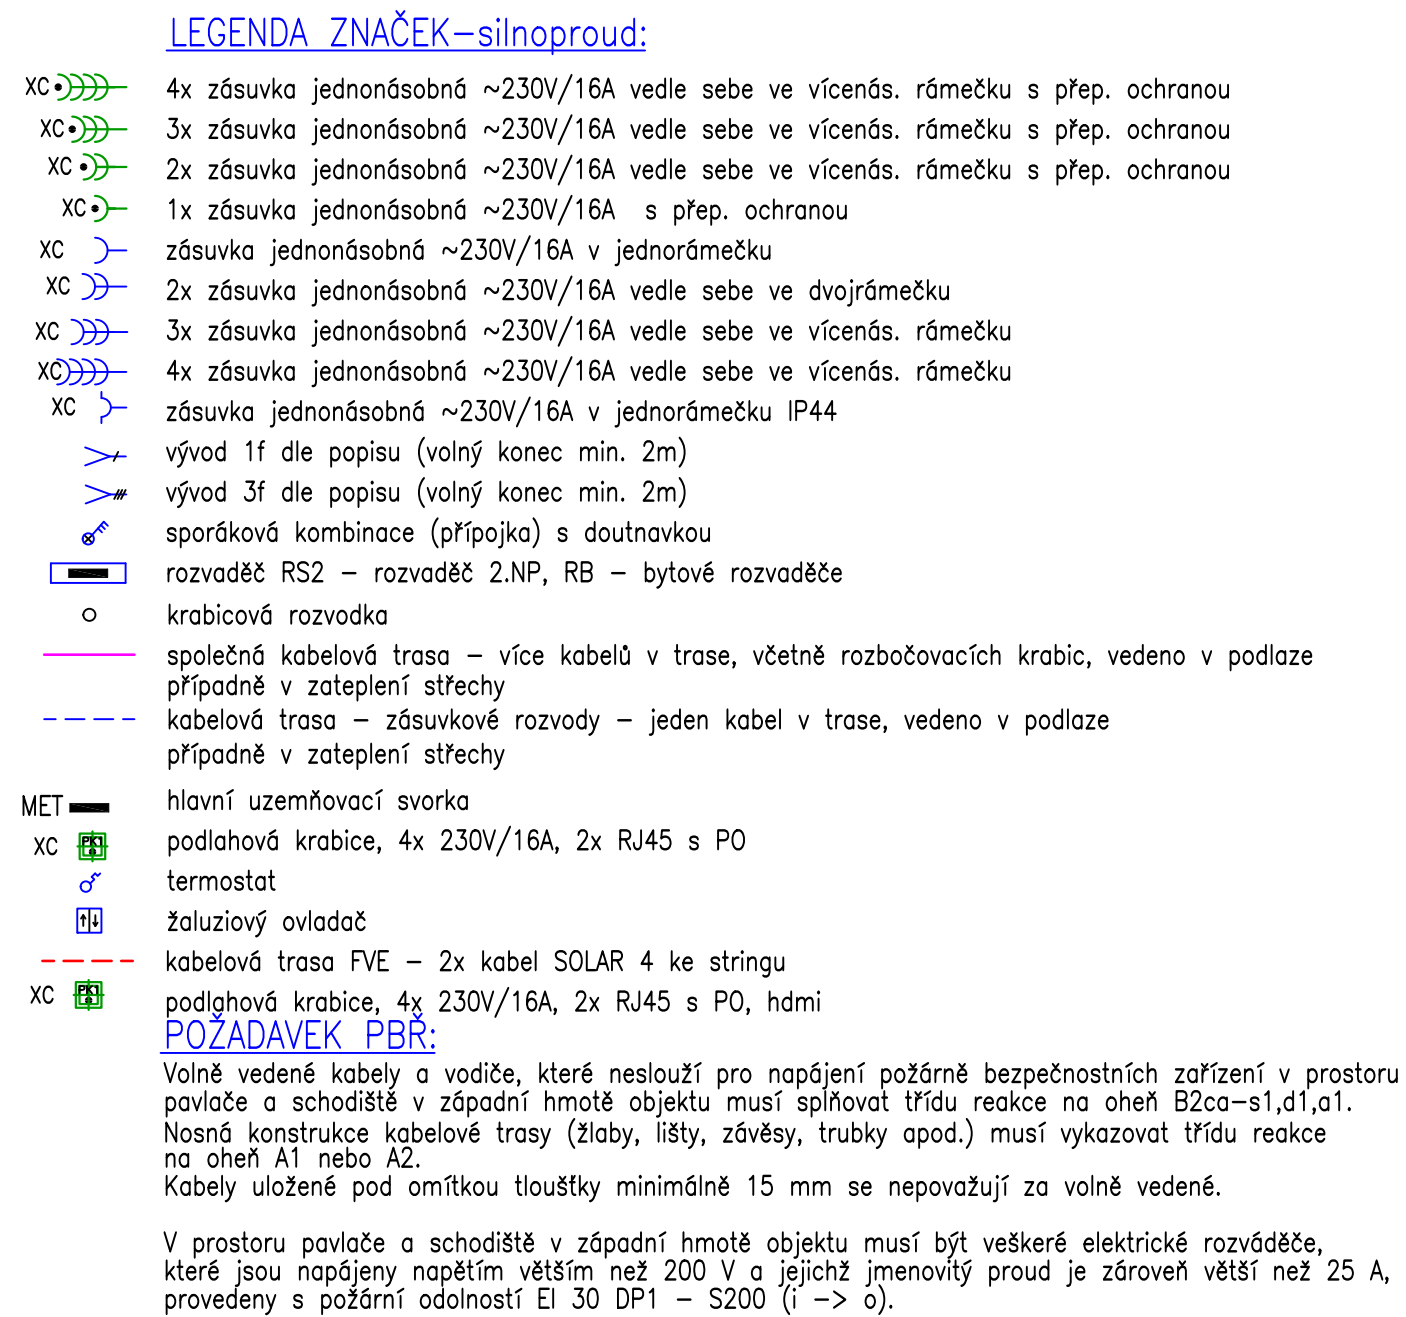 LEGENDA ZNAČEK–silnoproud:
XC 4x zásuvka jednonásobná ~230V/16A vedle sebe ve vícenás. rámečku s přep. ochranou
XC 3x zásuvka jednonásobná ~230V/16A vedle sebe ve vícenás. rámečku s přep. ochranou
XC 2x zásuvka jednonásobná ~230V/16A vedle sebe ve vícenás. rámečku s přep. ochranou
XC 1x zásuvka jednonásobná ~230V/16A s přep. ochranou
XC zásuvka jednonásobná ~230V/16A v jednorámečku
XC 2x zásuvka jednonásobná ~230V/16A vedle sebe ve dvojrámečku
XC 3x zásuvka jednonásobná ~230V/16A vedle sebe ve vícenás. rámečku
XC 4x zásuvka jednonásobná ~230V/16A vedle sebe ve vícenás. rámečku
XC zásuvka jednonásobná ~230V/16A v jednorámečku IP44
vývod 1f dle popisu (volný konec min. 2m)
vývod 3f dle popisu (volný konec min. 2m)
sporáková kombinace (přípojka) s doutnavkou
rozvaděč RS2 – rozvaděč 2.NP, RB – bytové rozvaděče
krabicová rozvodka
společná kabelová trasa – více kabelů v trase, včetně rozbočovacích krabic, vedeno v podlaze
případně v zateplení střechy
kabelová trasa – zásuvkové rozvody – jeden kabel v trase, vedeno v podlaze
případně v zateplení střechy
MET hlavní uzemňovací svorka
XC PK1 podlahová krabice, 4x 230V/16A, 2x RJ45 s PO
termostat
žaluziový ovladač
kabelová trasa FVE – 2x kabel SOLAR 4 ke stringu
XC PK1 podlahová krabice, 4x 230V/16A, 2x RJ45 s PO, hdmi
POŽADAVEK PBŘ:
Volně vedené kabely a vodiče, které neslouží pro napájení požárně bezpečnostních zařízení v prostoru
pavlače a schodiště v západní hmotě objektu musí splňovat třídu reakce na oheň B2ca–s1,d1,a1.
Nosná konstrukce kabelové trasy (žlaby, lišty, závěsy, trubky apod.) musí vykazovat třídu reakce
na oheň A1 nebo A2.
Kabely uložené pod omítkou tloušťky minimálně 15 mm se nepovažují za volně vedené.
V prostoru pavlače a schodiště v západní hmotě objektu musí být veškeré elektrické rozváděče,
které jsou napájeny napětím větším než 200 V a jejichž jmenovitý proud je zároveň větší než 25 A,
provedeny s požární odolností EI 30 DP1 – S200 (i –> o).